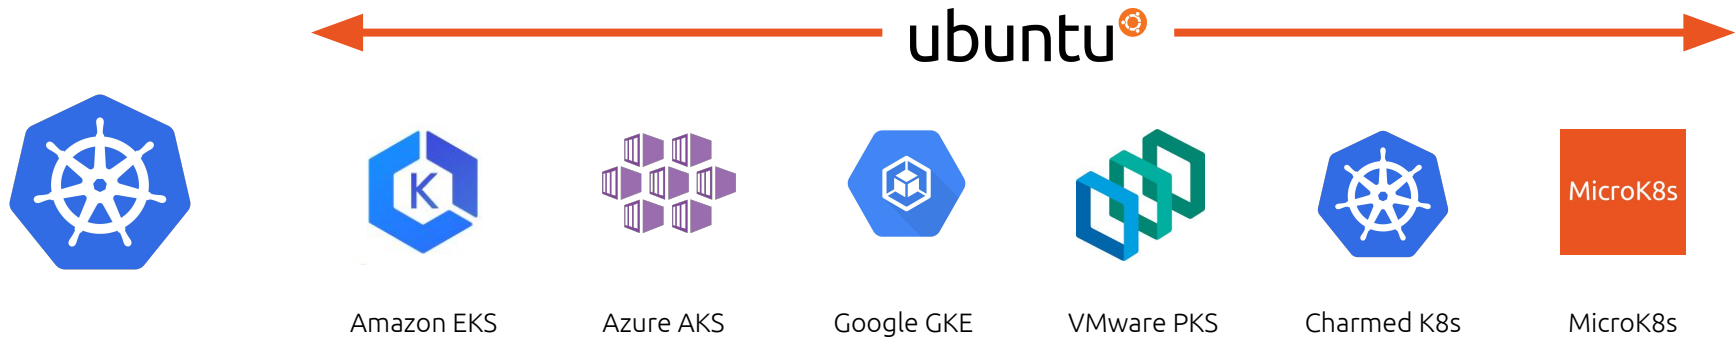 ubuntu
K
MicroK8s
Amazon EKS
Azure AKS
Google GKE
VMware PKS
Charmed K8s
MicroK8s